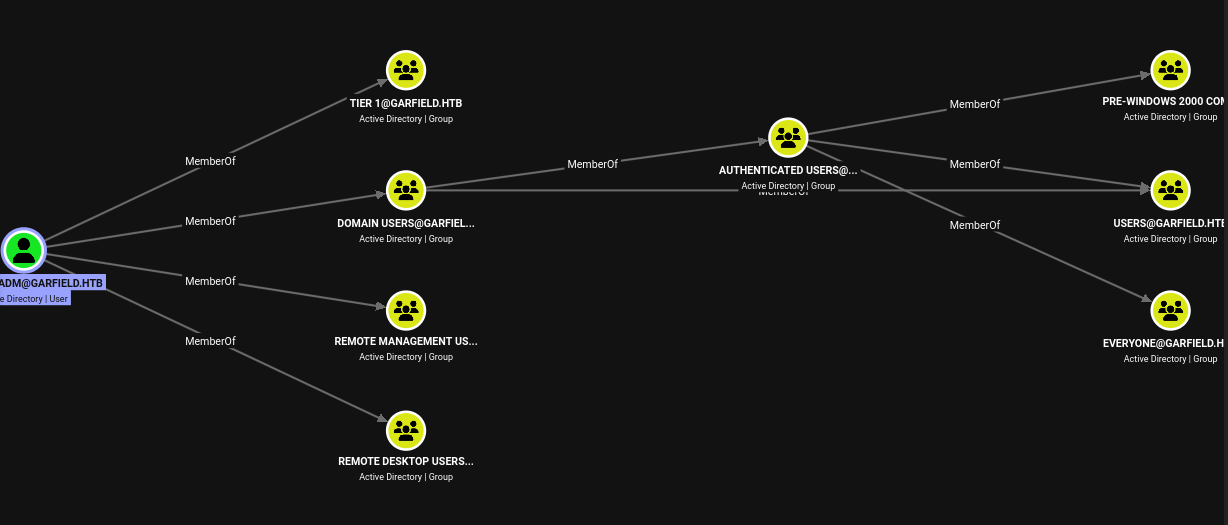 TIER 1@GARFIELD.HTB
Active Directory | Group
PRE-WINDOWS 2000 COM
Active Directory | Group
MemberOf
MemberOf
MemberOf
MemberOf
AUTHENTICATED USERS@...
Active Directory | Group
MemberOf
MemberOf
DOMAIN USERS@GARFIEL...
Active Directory | Group
USERS@GARFIELD.HTB
Active Directory | Group
MemberOf
ADM@GARFIELD.HTB
e Directory | User
MemberOf
REMOTE MANAGEMENT US...
Active Directory | Group
EVERYONE@GARFIELD.H
Active Directory | Group
MemberOf
REMOTE DESKTOP USERS...
Active Directory | Group